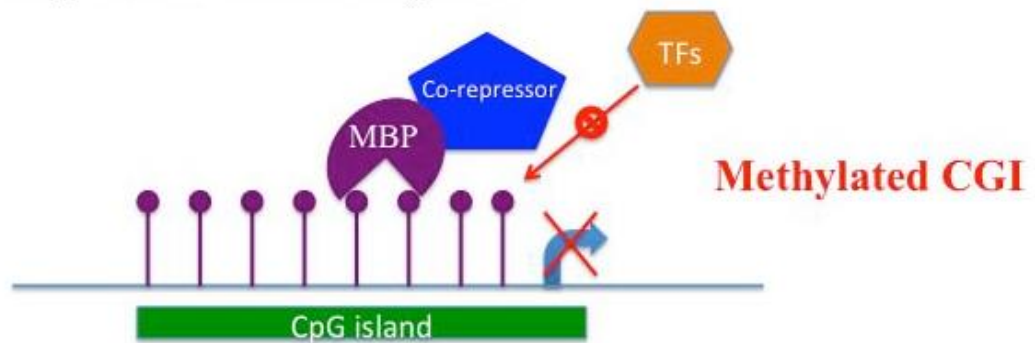 TFs
Co-repressor
MBP
Methylated CGI
CpG island